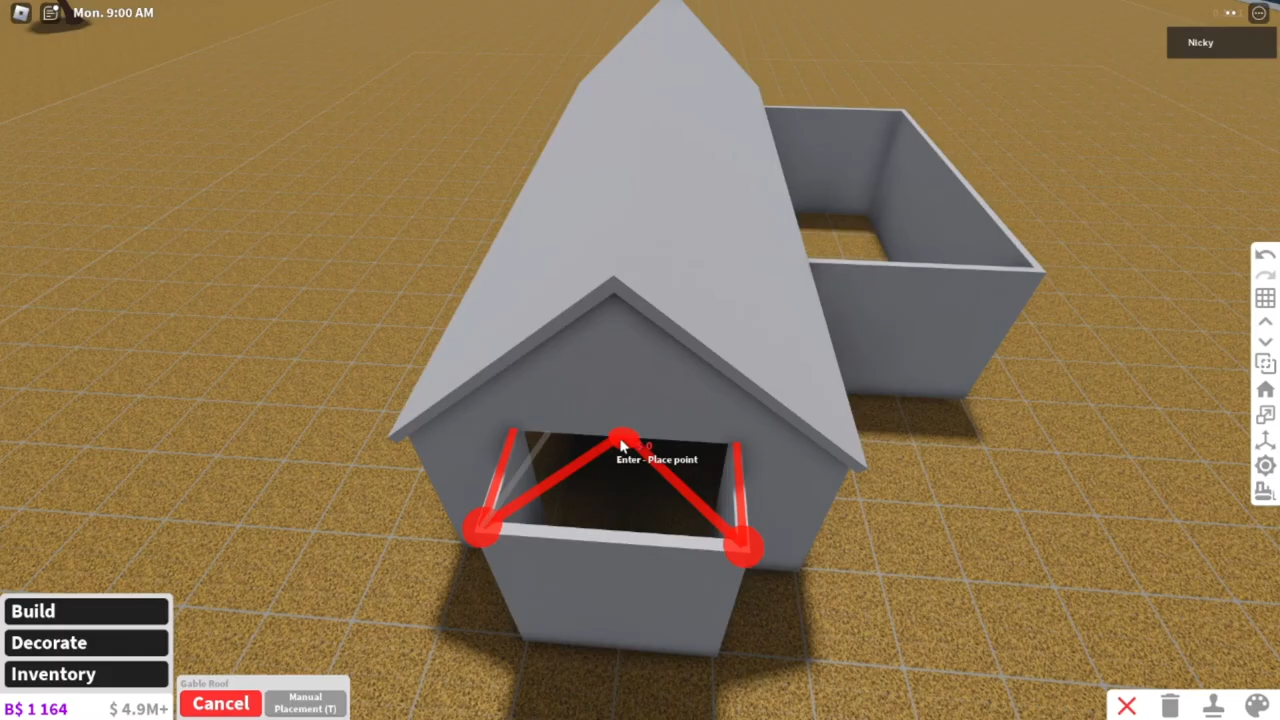 Mon. 9:00 AM
Nicky
Enter - Place point
Build
Decorate
Inventory
B$ 1 164
$ 4.9M+
Gable Roof
Cancel
Manual
Placement (T)